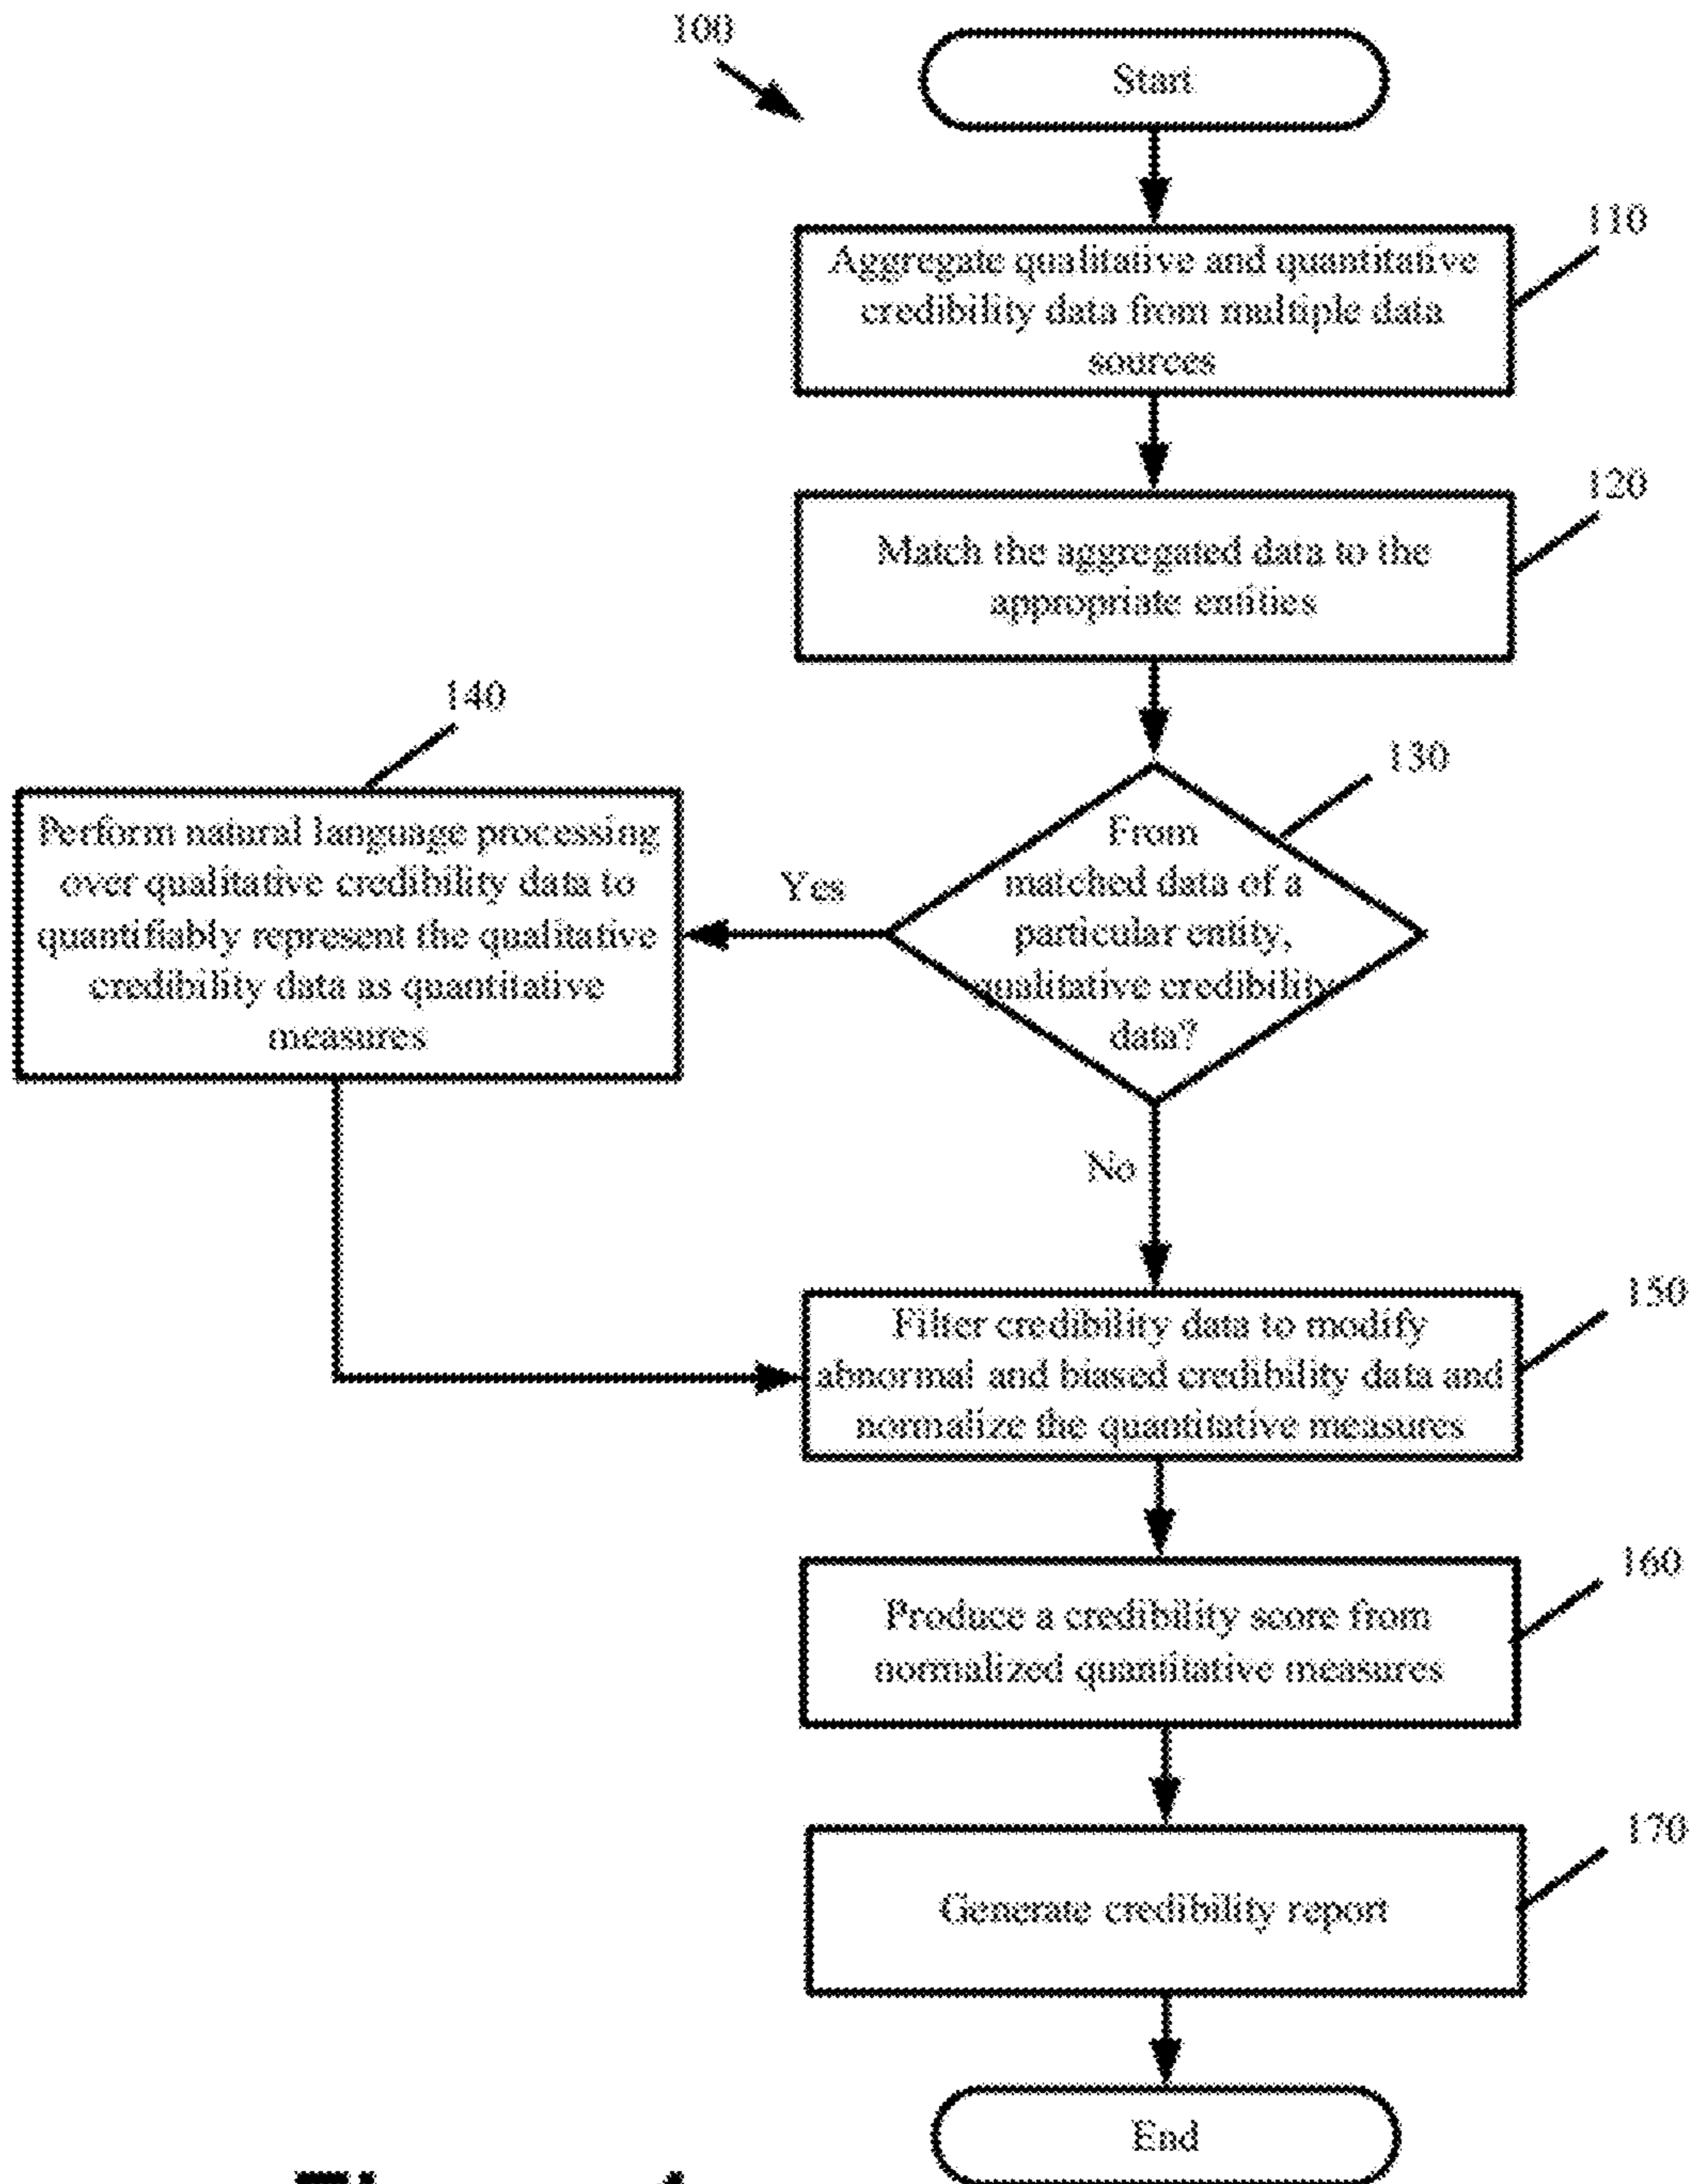 100
Start
110
Aggregate qualitative and quantitative
credibility data from multiple data
sources
120
Match the aggregated data to the
appropriate entities
140
130
Perform natural language processing
over qualitative credibility data to
quantifiably represent the qualitative
credibility data as quantitative
measures
Yes
From
matched data of a
particular entity,
qualitative credibility
data?
No
150
Filter credibility data to modify
abnormal and biased credibility data and
normalize the quantitative measures
160
Produce a credibility score from
normalized quantitative measures
170
Generate credibility report
End